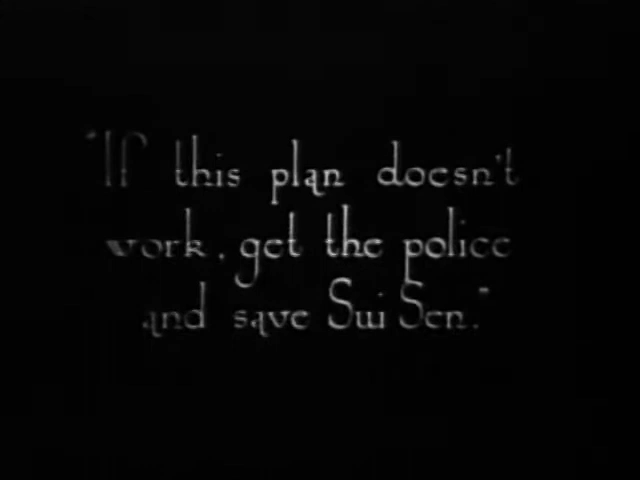 "If this plan doesn't
work, get the police
and save Sui Sen."